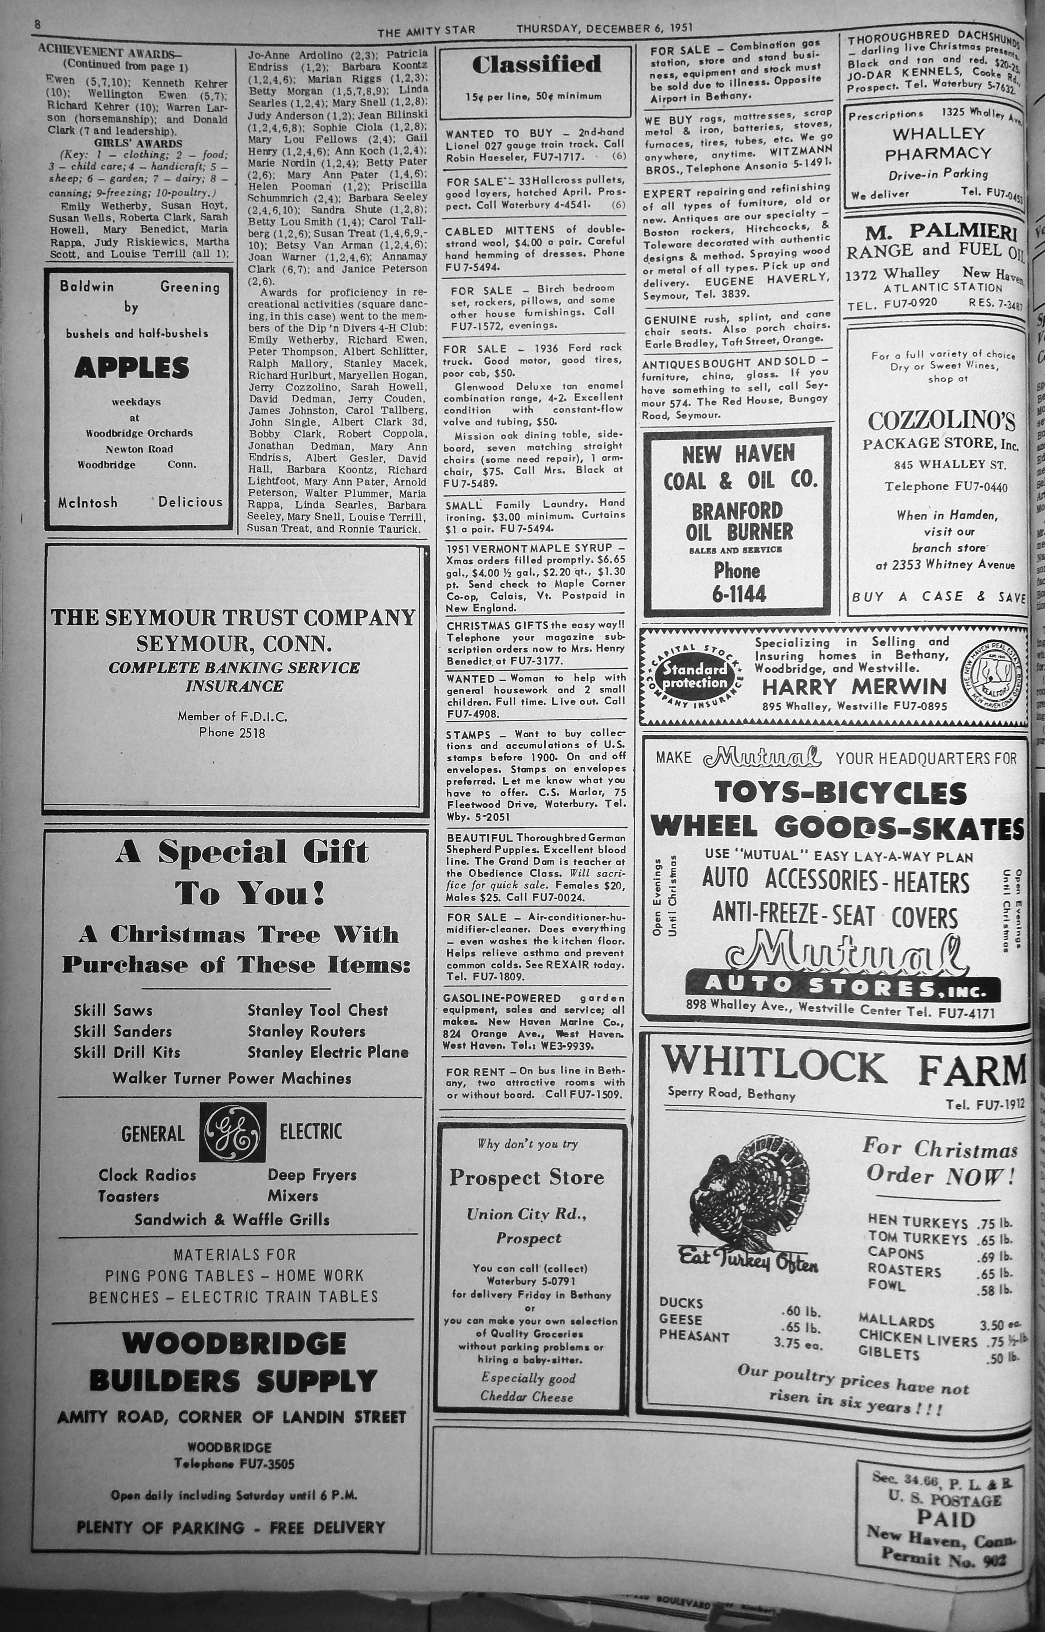 8
THE AMITY STAR THURSDAY, DECEMBER 6, 1951
ACHIEVEMENT AWARDS—
(Continued from page 1)
Ewen (5,7,10); Kenneth Kehrer
(10); Wellington Ewen (5,7);
Richard Kehrer (10); Warren Lar-
son (horsemanship); and Donald
Clark (7 and leadership).
GIRLS' AWARDS
(Key: 1 — clothing; 2 — food;
3 — child care; 4 — handicraft; 5 —
sheep; 6 — garden; 7 — dairy; 8 —
canning; 9-freezing; 10-poultry.)
Emily Wetherby, Susan Hoyt,
Susan Wells, Roberta Clark, Sarah
Howell, Mary Benedict, Maria
Rappa, Judy Riskiewics, Martha
Scott, and Louise Terrill (all 1);
Baldwin Greening
by
bushels and half-bushels
APPLES
weekdays
at
Woodbridge Orchards
Newton Road
Woodbridge Conn.
McIntosh Delicious
Jo-Anne Ardolino (2,3); Patricia
Endriss (1,2); Barbara Koontz
(1,2,4,6); Marian Riggs (1,2,3);
Betty Morgan (1,5,7,8,9); Linda
Searles (1,2,4); Mary Snell (1,2,8);
Judy Anderson (1,2); Jean Bilinski
(1,2,4,6,8); Sophie Ciola (1,2,8);
Mary Lou Fellows (2,4); Gail
Henry (1,2,4,6); Ann Koch (1,2,4);
Marie Nordin (1,2,4); Betty Pater
(2,6); Mary Ann Pater (1,4,6);
Helen Pooman (1,2); Priscilla
Schummrich (2,4); Barbara Seeley
(2,4,6,10); Sandra Shute (1,2,8);
Betty Lou Smith (1,4); Carol Tall-
berg (1,2,6); Susan Treat (1,4,6,9,-
10); Betsy Van Arman (1,2,4,6);
Joan Warner (1,2,4,6); Annamay
Clark (6,7); and Janice Peterson
(2,6).
Awards for proficiency in re-
creational activities (square danc-
ing, in this case) went to the mem-
bers of the Dip 'n Divers 4-H Club:
Emily Wetherby, Richard Ewen,
Peter Thompson, Albert Schlitter,
Ralph Mallory, Stanley Macek,
Richard Hurlburt, Maryellen Hogan,
Jerry Cozzolino, Sarah Howell,
David Dedman, Jerry Couden,
James Johnston, Carol Tallberg,
John Single, Albert Clark 3d,
Bobby Clark, Robert Coppola,
Jonathan Dedman, Mary Ann
Endriss, Albert Gesler, David
Hall, Barbara Koontz, Richard
Lightfoot, Mary Ann Pater, Arnold
Peterson, Walter Plummer, Maria
Rappa, Linda Searles, Barbara
Seeley, Mary Snell, Louise Terrill,
Susan Treat, and Ronnie Taurick.
THE SEYMOUR TRUST COMPANY
SEYMOUR, CONN.
COMPLETE BANKING SERVICE
INSURANCE
Member of F.D.I.C.
Phone 2518
A Special Gift
To You!
A Christmas Tree With
Purchase of These Items:
Skill Saws Stanley Tool Chest
Skill Sanders Stanley Routers
Skill Drill Kits Stanley Electric Plane
Walker Turner Power Machines
GENERAL GE ELECTRIC
Clock Radios Deep Fryers
Toasters Mixers
Sandwich & Waffle Grills
MATERIALS FOR
PING PONG TABLES — HOME WORK
BENCHES — ELECTRIC TRAIN TABLES
WOODBRIDGE
BUILDERS SUPPLY
AMITY ROAD, CORNER OF LANDIN STREET
WOODBRIDGE
Telephone FU7-3505
Open daily including Saturday until 6 P.M.
PLENTY OF PARKING - FREE DELIVERY
Classified
15¢ per line, 50¢ minimum
WANTED TO BUY — 2nd-hand
Lionel 027 gauge train track. Call
Robin Haeseler, FU7-1717. (6)
FOR SALE — 33 Hallcross pullets,
good layers, hatched April. Pros-
pect. Call Waterbury 4-4541. (6)
CABLED MITTENS of double-
strand wool, $4.00 a pair. Careful
hand hemming of dresses. Phone
FU7-5494.
FOR SALE — Birch bedroom
set, rockers, pillows, and some
other house furnishings. Call
FU7-1572, evenings.
FOR SALE — 1936 Ford rack
truck. Good motor, good tires,
poor cab, $50.
Glenwood Deluxe tan enamel
combination range, 4-2. Excellent
condition with constant-flow
valve and tubing, $50.
Mission oak dining table, side-
board, seven matching straight
chairs (some need repair), 1 arm-
chair, $75. Call Mrs. Black at
FU7-5489.
SMALL Family Laundry. Hand
ironing. $3.00 minimum. Curtains
$1 a pair. FU 7-5494.
1951 VERMONT MAPLE SYRUP —
Xmas orders filled promptly. $6.65
gal., $4.00 ½ gal., $2.20 qt., $1.30
pt. Send check to Maple Corner
Co-op, Calais, Vt. Postpaid in
New England.
CHRISTMAS GIFTS the easy way!!
Telephone your magazine sub-
scription orders now to Mrs. Henry
Benedict at FU7-3177.
WANTED — Woman to help with
general housework and 2 small
children. Full time. Live out. Call
FU7-4908.
STAMPS — Want to buy collec-
tions and accumulations of U.S.
stamps before 1900. On and off
envelopes. Stamps on envelopes
preferred. Let me know what you
have to offer. C.S. Marlor, 75
Fleetwood Drive, Waterbury. Tel.
Wby. 5-2051
BEAUTIFUL Thoroughbred German
Shepherd Puppies. Excellent blood
line. The Grand Dam is teacher at
the Obedience Class. Will sacri-
fice for quick sale. Females $20,
Males $25. Call FU7-0024.
FOR SALE — Air-conditioner-hu-
midifier-cleaner. Does everything
— even washes the kitchen floor.
Helps relieve asthma and prevent
common colds. See REXAIR today.
Tel. FU7-1809.
GASOLINE-POWERED garden
equipment, sales and service; all
makes. New Haven Marine Co.,
824 Orange Ave., West Haven.
West Haven. Tel.: WE3-9939.
FOR RENT — On bus line in Beth-
any, two attractive rooms with
or without board. Call FU7-1509.
Why don't you try
Prospect Store
Union City Rd.,
Prospect
You can call (collect)
Waterbury 5-0791
for delivery Friday in Bethany
or
you can make your own selection
of Quality Groceries
without parking problems or
hiring a baby-sitter.
Especially good
Cheddar Cheese
FOR SALE — Combination gas
station, store and stand busi-
ness, equipment and stock must
be sold due to illness. Opposite
Airport in Bethany.
WE BUY rags, mattresses, scrap
metal & iron, batteries, stoves,
furnaces, tires, tubes, etc. We go
anywhere, anytime. WITZMANN
BROS., Telephone Ansonia 5-1491.
EXPERT repairing and refinishing
of all types of furniture, old or
new. Antiques are our specialty —
Boston rockers, Hitchcocks, &
Toleware decorated with authentic
designs & method. Spraying wood
or metal of all types. Pick up and
delivery. EUGENE HAVERLY,
Seymour, Tel. 3839.
GENUINE rush, splint, and cane
chair seats. Also porch chairs.
Earle Bradley, Taft Street, Orange.
ANTIQUES BOUGHT AND SOLD —
furniture, china, glass. If you
have something to sell, call Sey-
mour 574. The Red House, Bungay
Road, Seymour.
NEW HAVEN
COAL & OIL CO.
BRANFORD
OIL BURNER
SALES AND SERVICE
Phone
6-1144
THOROUGHBRED DACHSHUNDS
- darling live Christmas presents.
Black and tan and red. $20-25.
JO-DAR KENNELS, Cooke Rd.,
Prospect. Tel. Waterbury 5-7632.
Prescriptions 1325 Whalley Ave.
WHALLEY
PHARMACY
Drive-in Parking
We deliver Tel. FU7-0453
M. PALMIERI
RANGE and FUEL OIL
1372 Whalley New Haven
ATLANTIC STATION
TEL. FU7-0920 RES. 7-3487
For a full variety of choice
Dry or Sweet Wines,
shop at
COZZOLINO'S
PACKAGE STORE, Inc.
845 WHALLEY ST.
Telephone FU7-0440
When in Hamden,
visit our
branch store
at 2353 Whitney Avenue
BUY A CASE & SAVE
CAPITAL STOCK
Standard
protection
COMPANY INSURANCE
Specializing in Selling and
Insuring homes in Bethany,
Woodbridge, and Westville.
HARRY MERWIN
895 Whalley, Westville FU7-0895
REALTOR
MAKE Mutual YOUR HEADQUARTERS FOR
TOYS-BICYCLES
WHEEL GOODS-SKATES
USE "MUTUAL" EASY LAY-A-WAY PLAN
Open Evenings
Until Christmas
AUTO ACCESSORIES - HEATERS
ANTI-FREEZE - SEAT COVERS
Open Evenings
Until Christmas
Mutual
AUTO STORES, INC.
898 Whalley Ave., Westville Center Tel. FU7-4171
WHITLOCK FARM
Sperry Road, Bethany Tel. FU7-1912
For Christmas
Order NOW!
Eat Turkey Often
HEN TURKEYS .75 lb.
TOM TURKEYS .65 lb.
CAPONS .69 lb.
ROASTERS .65 lb.
FOWL .58 lb.
DUCKS .60 lb.
GEESE .65 lb.
PHEASANT 3.75 ea.
MALLARDS 3.50 ea.
CHICKEN LIVERS .75 ½-lb.
GIBLETS .50 lb.
Our poultry prices have not
risen in six years!!!
Sec. 34.66, P. L. & R.
U. S. POSTAGE
PAID
New Haven, Conn.
Permit No. 902
BOULEVARD